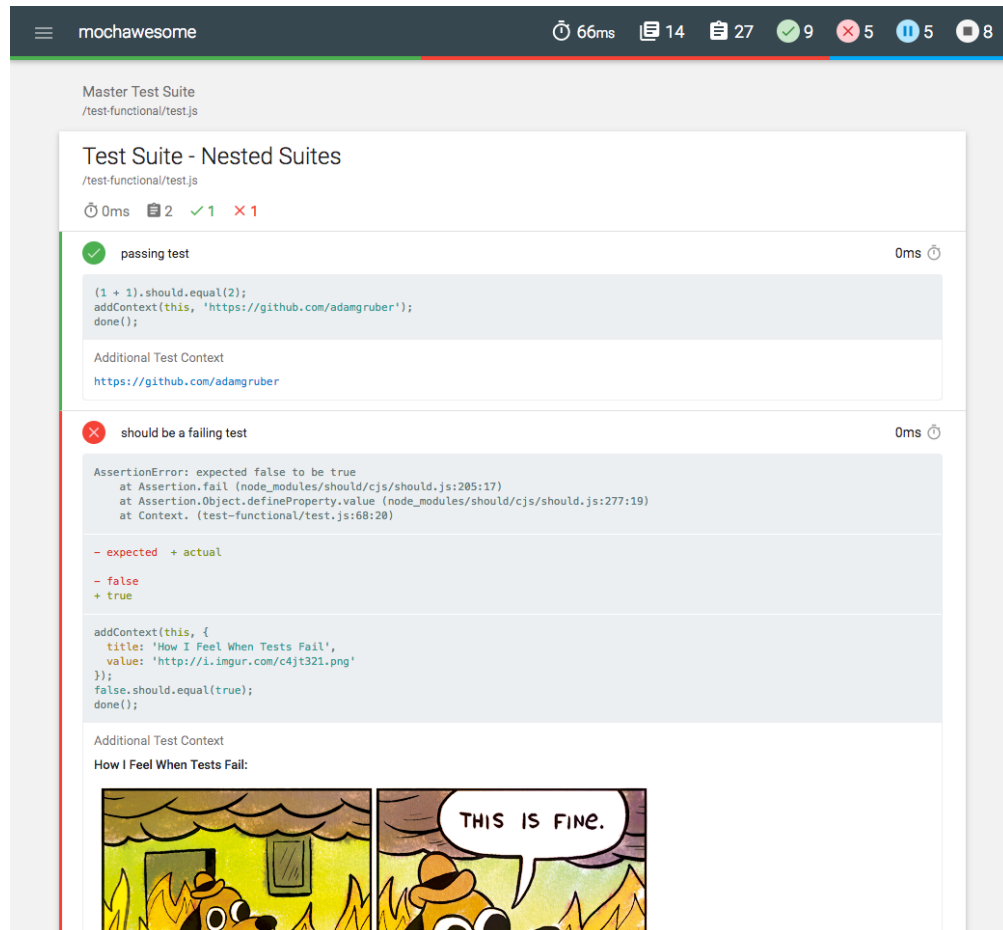 mochawesome 66ms 14 27 9 5 5 8
Master Test Suite
/test-functional/test.js
Test Suite - Nested Suites
/test-functional/test.js
0ms 2 1 1
passing test 0ms
(1 + 1).should.equal(2);
addContext(this, 'https://github.com/adamgruber');
done();
Additional Test Context
https://github.com/adamgruber
should be a failing test 0ms
AssertionError: expected false to be true
    at Assertion.fail (node_modules/should/cjs/should.js:205:17)
    at Assertion.Object.defineProperty.value (node_modules/should/cjs/should.js:277:19)
    at Context. (test-functional/test.js:68:20)
- expected  + actual
- false
+ true
addContext(this, {
  title: 'How I Feel When Tests Fail',
  value: 'http://i.imgur.com/c4jt321.png'
});
false.should.equal(true);
done();
Additional Test Context
How I Feel When Tests Fail:
THIS IS FINE.